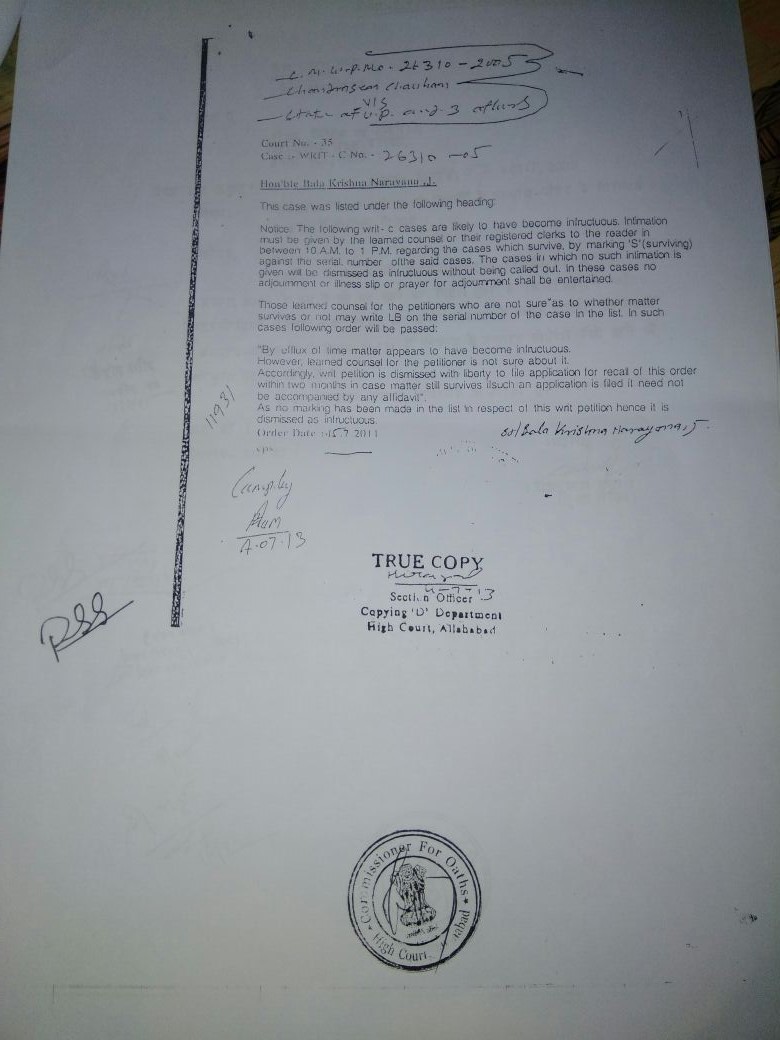 C. M. W. P. No. 26310-2005
Chandrasen Chauhan
V/S
State of U.P. and 3 others
Court No. - 35
Case :- WRIT - C No. - 26310 -05
Hon'ble Bala Krishna Narayana, J.
This case was listed under the following heading:
Notice: The following writ- c cases are likely to have become infructuous. Intimation
must be given by the learned counsel or their registered clerks to the reader in
between 10 A.M. to 1 P.M. regarding the cases which survive, by marking 'S'(surviving)
against the serial number ofthe said cases. The cases in which no such intimation is
given will be dismissed as infructuous without being called out. In these cases no
adjournment or illness slip or prayer for adjournment shall be entertained.
Those learned counsel for the petitioners who are not sure as to whether matter
survives or not may write LB on the serial number of the case in the list. In such
cases following order will be passed:
"By efflux of time matter appears to have become infructuous.
However, learned counsel for the petitioner is not sure about it.
Accordingly, writ petition is dismissed with liberty to file application for recall of this order
within two months in case matter still survives ifsuch an application is filed it need not
be accompanied by any affidavit".
As no marking has been made in the list in respect of this writ petition hence it is
dismissed as infructuous.
Order Date :-15.7.2011
Sd/ Bala Krishna Narayana, J.
11931
TRUE COPY
4-7-13
Section Officer
Copying 'D' Department
High Court, Allahabad
Commissioner For Oaths
High Court